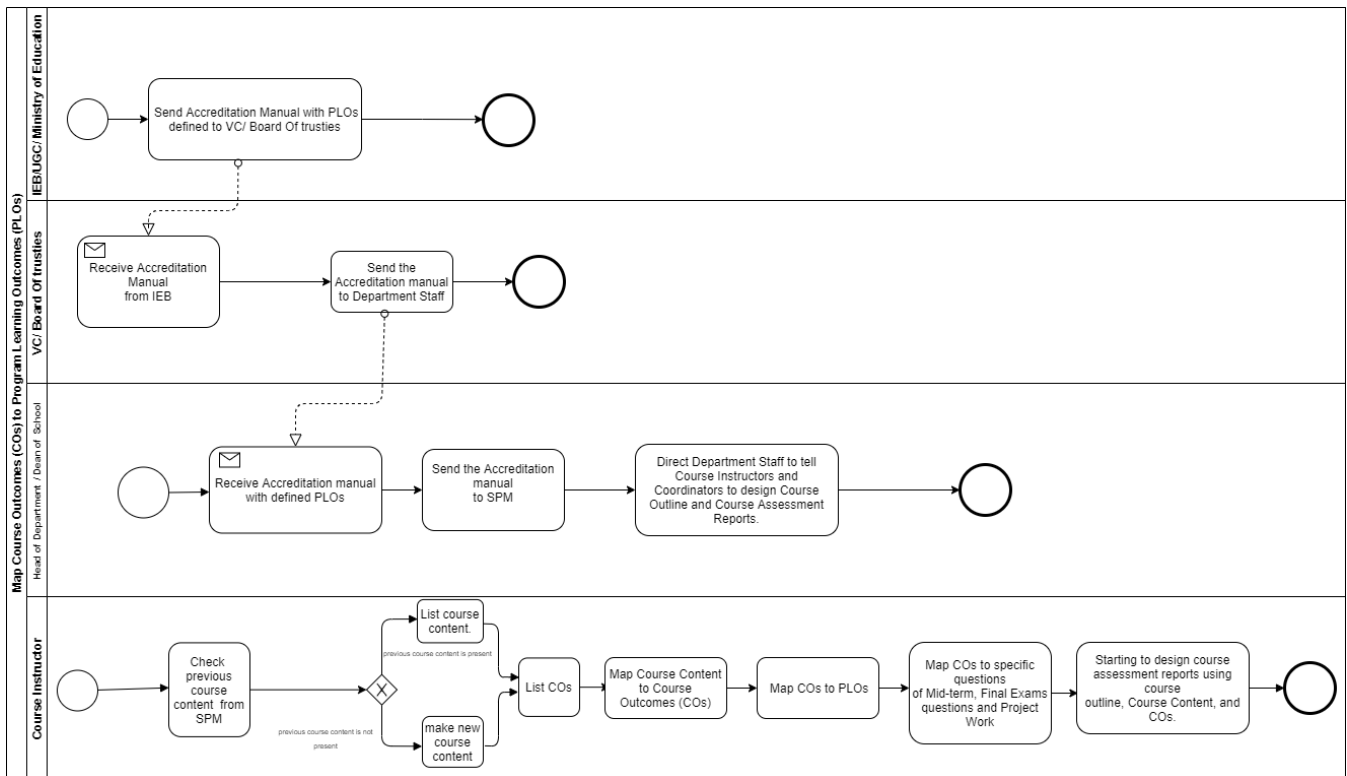 Map Course Outcomes (COs) to Program Learning Outcomes (PLOs)
IEB/UGC/ Ministry of Education
Send Accreditation Manual with PLOs
defined to VC/ Board Of trusties
VC/ Board Of trusties
Receive Accreditation
Manual
from IEB
Send the
Accreditation manual
to Department Staff
Head of Department / Dean of School
Receive Accreditation manual
with defined PLOs
Send the Accreditation
manual
to SPM
Direct Department Staff to tell
Course Instructors and
Coordinators to design Course
Outline and Course Assessment
Reports.
Course Instructor
Check
previous
course
content from
SPM
List course
content.
previous course content is present
previous course content is not
present
make new
course
content
List COs
Map Course Content
to Course
Outcomes (COs)
Map COs to PLOs
Map COs to specific
questions
of Mid-term, Final Exams
questions and Project
Work
Starting to design course
assessment reports using
course
outline, Course Content, and
COs.